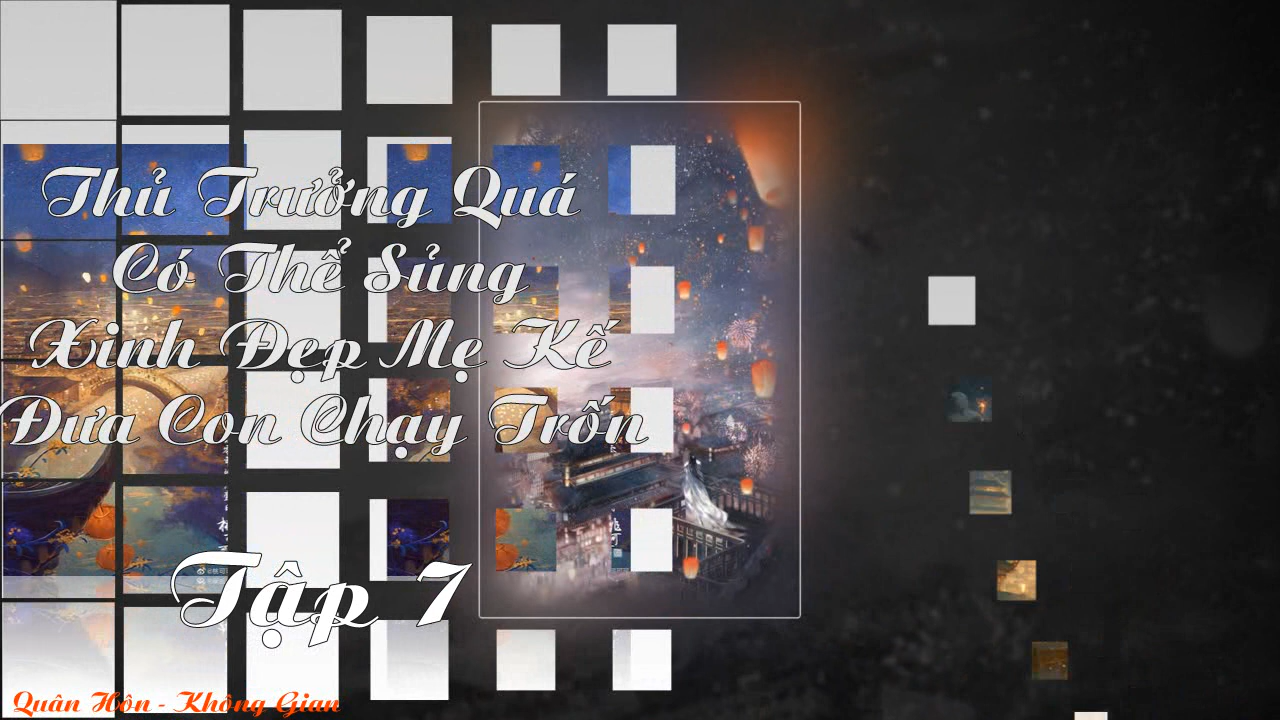 Thủ Trưởng Quá
Có Thể Sủng
Xinh Đẹp Mẹ Kế
Đưa Con Chạy Trốn
Tập 7
Quân Hôn - Không Gian